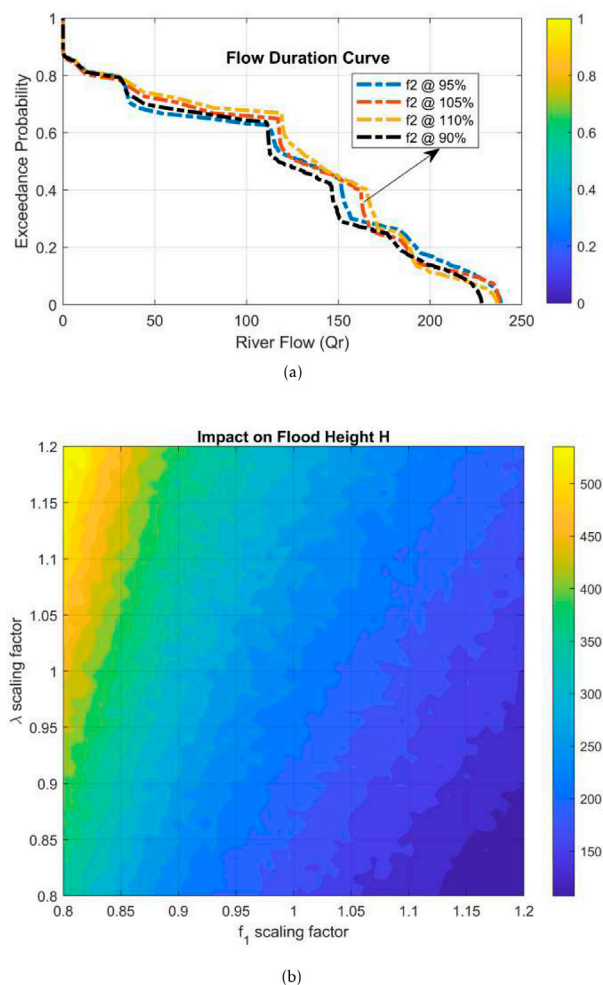 Flow Duration Curve
f2 @ 95%
f2 @ 105%
f2 @ 110%
f2 @ 90%
Exceedance Probability
1
0.8
0.6
0.4
0.2
0
0 50 100 150 200 250
River Flow (Qr)
1
0.8
0.6
0.4
0.2
0
(a)
Impact on Flood Height H
λ scaling factor
1.2
1.15
1.1
1.05
1
0.95
0.9
0.85
0.8
0.8 0.85 0.9 0.95 1 1.05 1.1 1.15 1.2
f1 scaling factor
500
450
400
350
300
250
200
150
(b)